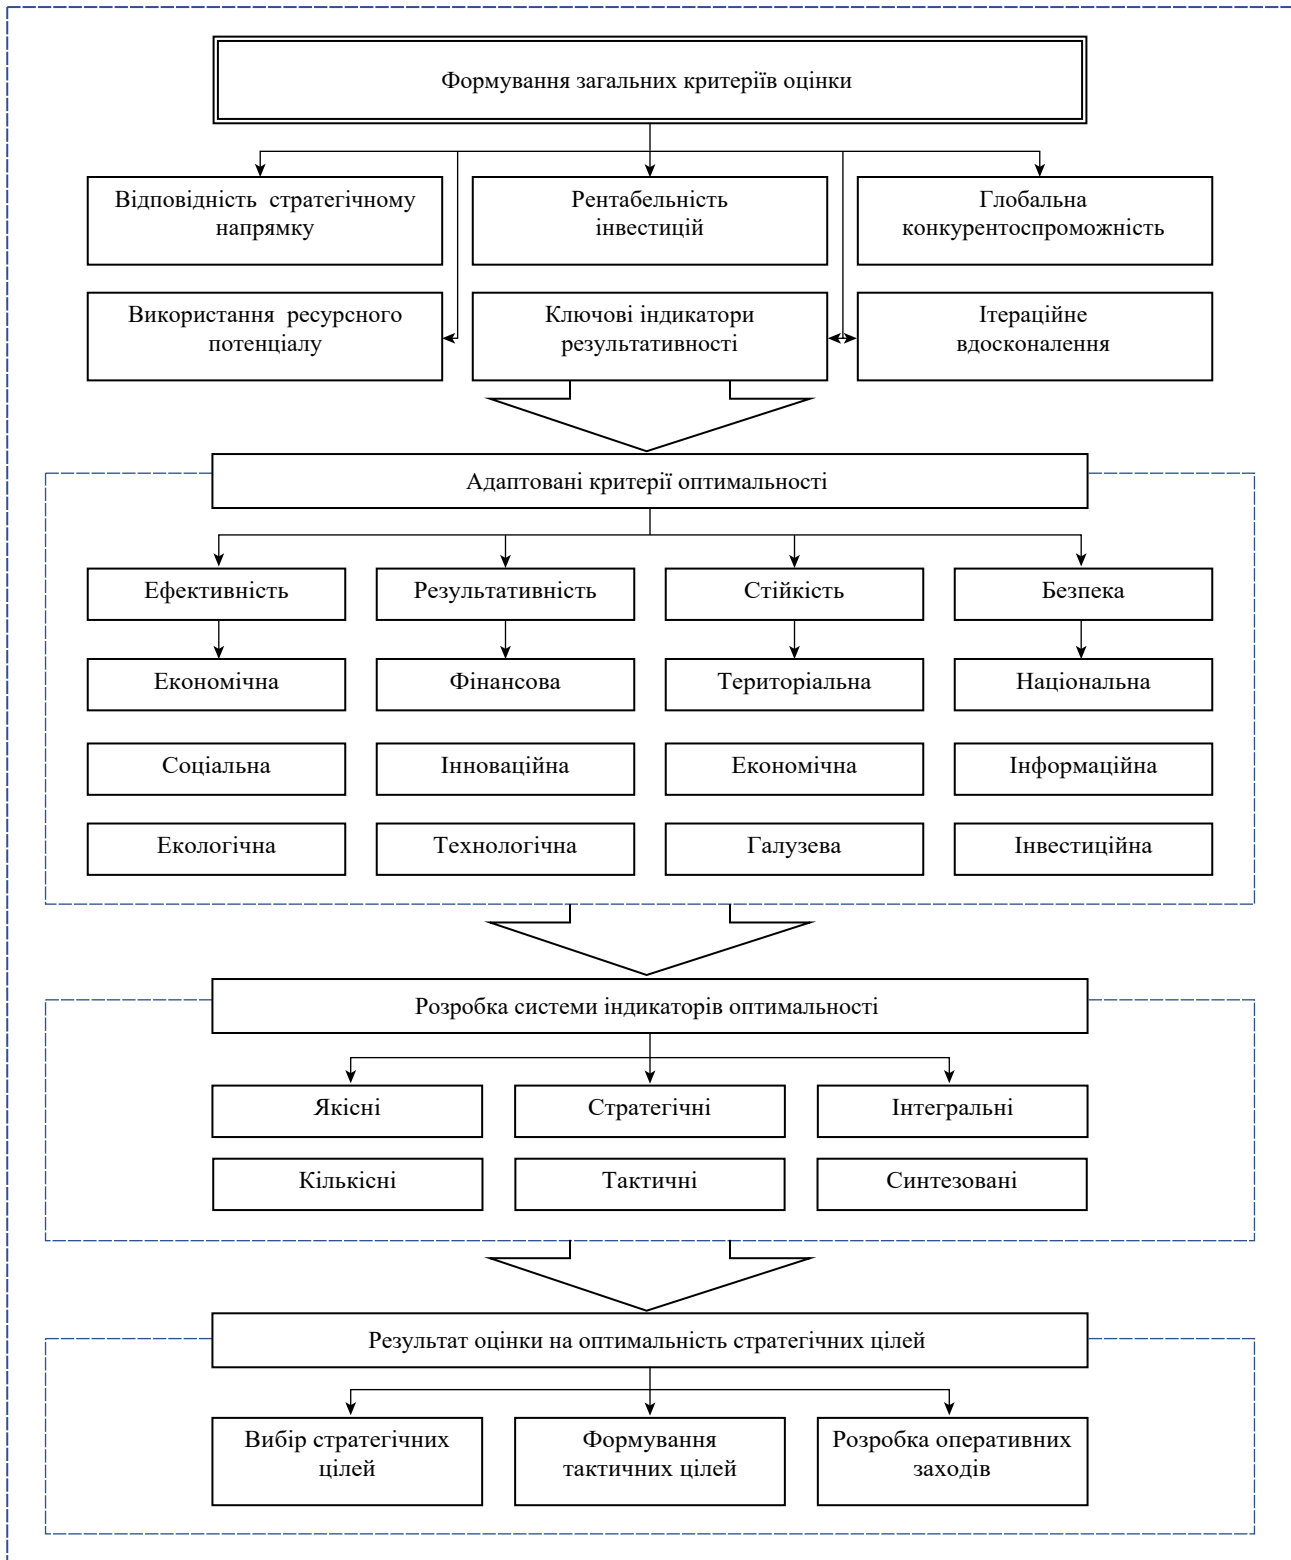 Формування загальних критеріїв оцінки
Відповідність стратегічному
напрямку
Рентабельність
інвестицій
Глобальна
конкурентоспроможність
Використання ресурсного
потенціалу
Ключові індикатори
результативності
Ітераційне
вдосконалення
Адаптовані критерії оптимальності
Ефективність
Результативність
Стійкість
Безпека
Економічна
Фінансова
Територіальна
Національна
Соціальна
Інноваційна
Економічна
Інформаційна
Екологічна
Технологічна
Галузева
Інвестиційна
Розробка системи індикаторів оптимальності
Якісні
Стратегічні
Інтегральні
Кількісні
Тактичні
Синтезовані
Результат оцінки на оптимальність стратегічних цілей
Вибір стратегічних
цілей
Формування
тактичних цілей
Розробка оперативних
заходів